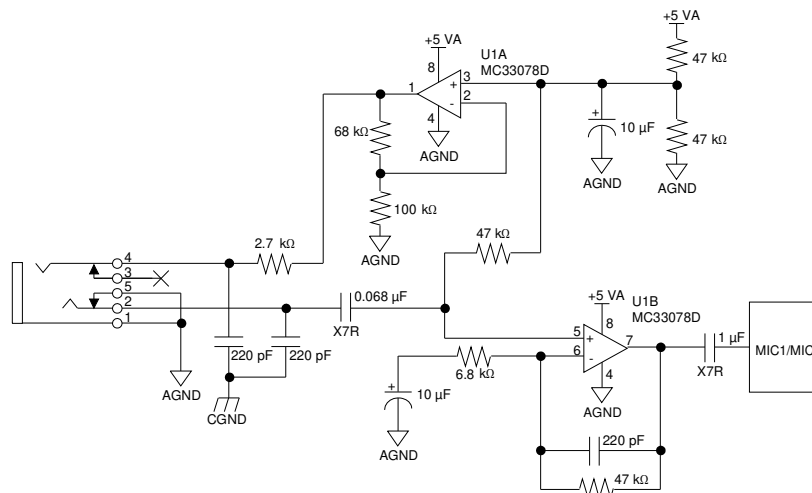 +5 VA
+5 VA
U1A
MC33078D
47 kΩ
8
1
3
+
2
-
4
AGND
68 kΩ
10 µF
+
47 kΩ
AGND
AGND
100 kΩ
AGND
47 kΩ
2.7 kΩ
4
3
5
2
1
0.068 µF
X7R
+5 VA
U1B
MC33078D
8
5
+
6
-
7
4
AGND
1 µF
X7R
MIC1/MIC
220 pF
220 pF
6.8 kΩ
+
10 µF
AGND
CGND
AGND
220 pF
47 kΩ